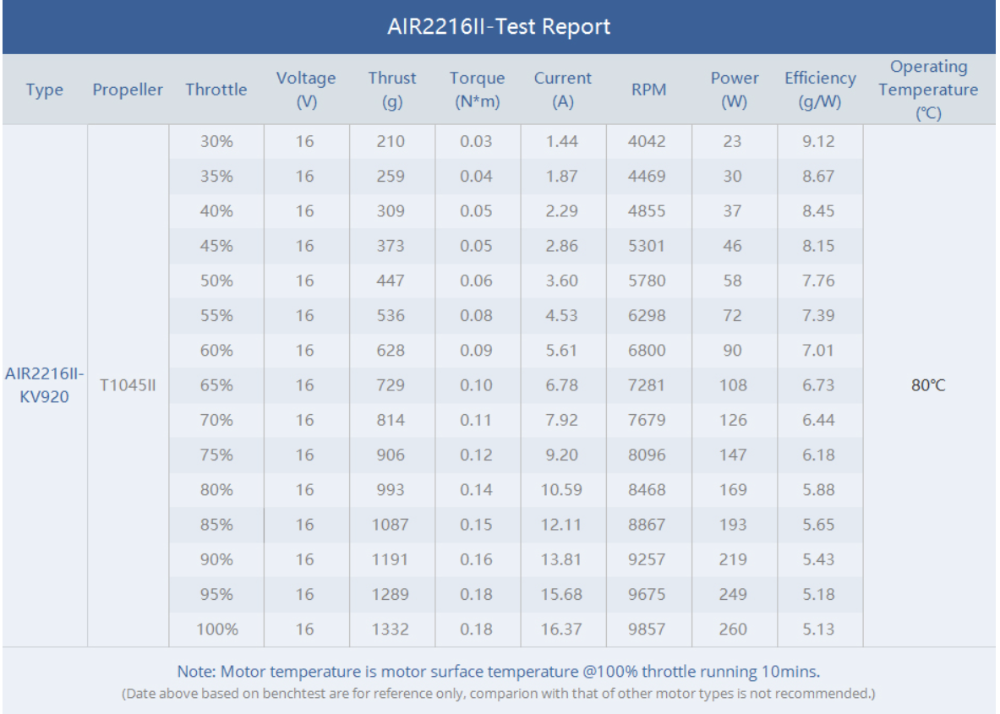 AIR2216II-Test Report
Type Propeller Throttle Voltage (V) Thrust (g) Torque (N*m) Current (A) RPM Power (W) Efficiency (g/W) Operating Temperature (℃)
AIR2216II-KV920 T1045II 80℃
30% 16 210 0.03 1.44 4042 23 9.12
35% 16 259 0.04 1.87 4469 30 8.67
40% 16 309 0.05 2.29 4855 37 8.45
45% 16 373 0.05 2.86 5301 46 8.15
50% 16 447 0.06 3.60 5780 58 7.76
55% 16 536 0.08 4.53 6298 72 7.39
60% 16 628 0.09 5.61 6800 90 7.01
65% 16 729 0.10 6.78 7281 108 6.73
70% 16 814 0.11 7.92 7679 126 6.44
75% 16 906 0.12 9.20 8096 147 6.18
80% 16 993 0.14 10.59 8468 169 5.88
85% 16 1087 0.15 12.11 8867 193 5.65
90% 16 1191 0.16 13.81 9257 219 5.43
95% 16 1289 0.18 15.68 9675 249 5.18
100% 16 1332 0.18 16.37 9857 260 5.13
Note: Motor temperature is motor surface temperature @100% throttle running 10mins.
(Date above based on benchtest are for reference only, comparion with that of other motor types is not recommended.)